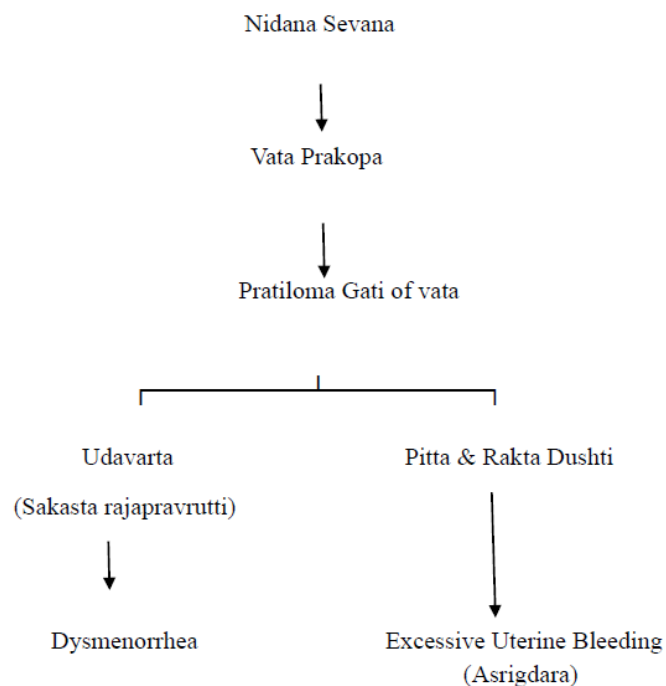 Nidana Sevana
Vata Prakopa
Pratiloma Gati of vata
Udavarta
(Sakasta rajapravrutti)
Dysmenorrhea
Pitta & Rakta Dushti
Excessive Uterine Bleeding
(Asrigdara)